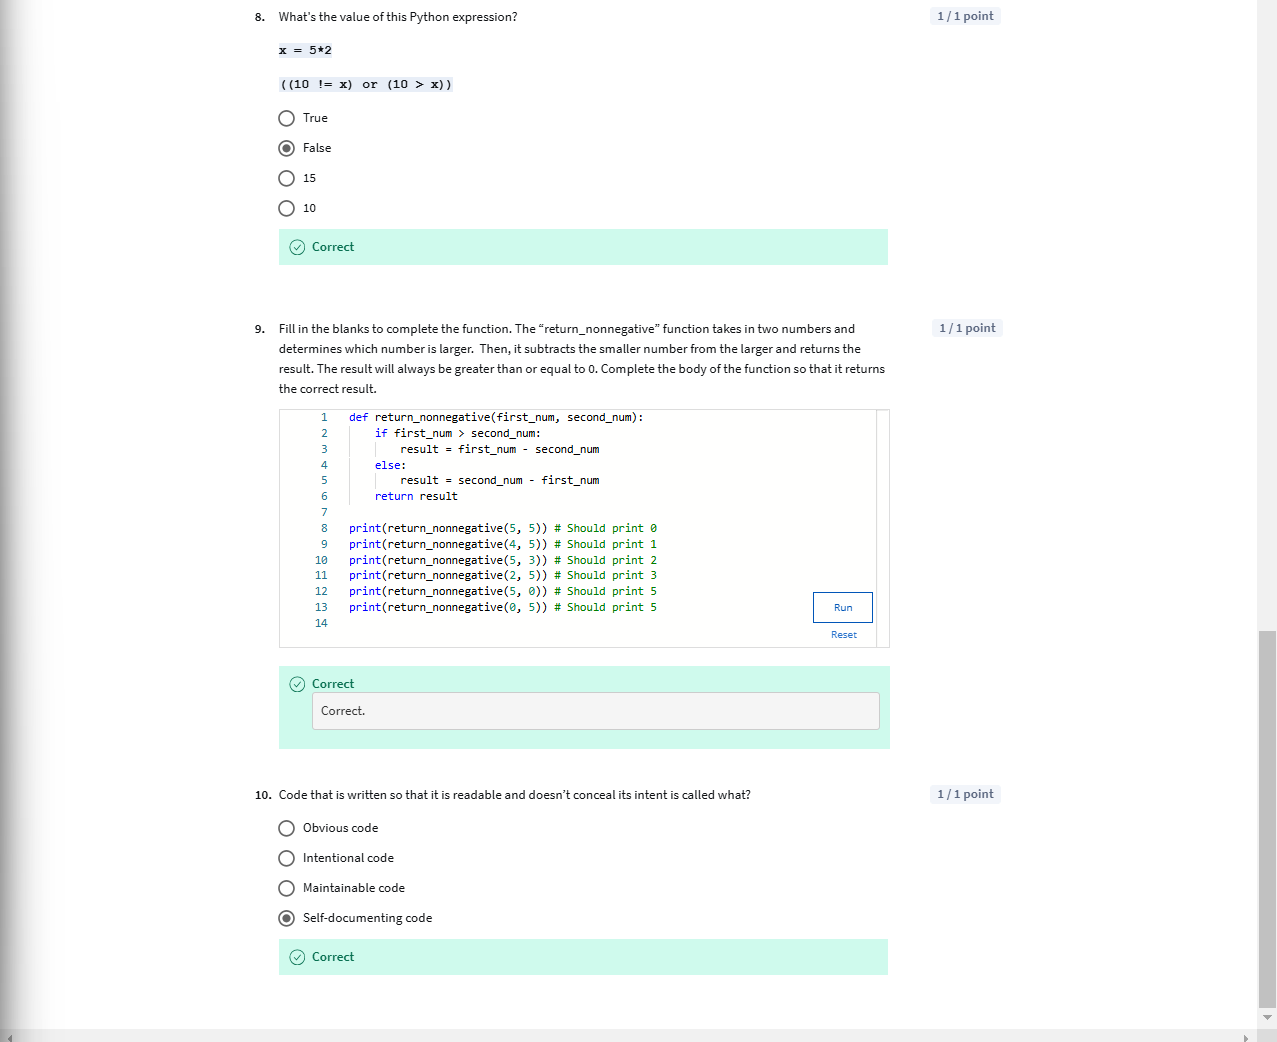 8. What's the value of this Python expression?
1 / 1 point
x = 5*2
((10 != x) or (10 > x))
True
False
15
10
Correct
9. Fill in the blanks to complete the function. The “return_nonnegative” function takes in two numbers and
1 / 1 point
determines which number is larger.  Then, it subtracts the smaller number from the larger and returns the
result. The result will always be greater than or equal to 0. Complete the body of the function so that it returns
the correct result.
1 def return_nonnegative(first_num, second_num):
2     if first_num > second_num:
3         result = first_num - second_num
4     else:
5         result = second_num - first_num
6     return result
7
8 print(return_nonnegative(5, 5)) # Should print 0
9 print(return_nonnegative(4, 5)) # Should print 1
10 print(return_nonnegative(5, 3)) # Should print 2
11 print(return_nonnegative(2, 5)) # Should print 3
12 print(return_nonnegative(5, 0)) # Should print 5
13 print(return_nonnegative(0, 5)) # Should print 5
14
Run
Reset
Correct
Correct.
10. Code that is written so that it is readable and doesn’t conceal its intent is called what?
1 / 1 point
Obvious code
Intentional code
Maintainable code
Self-documenting code
Correct